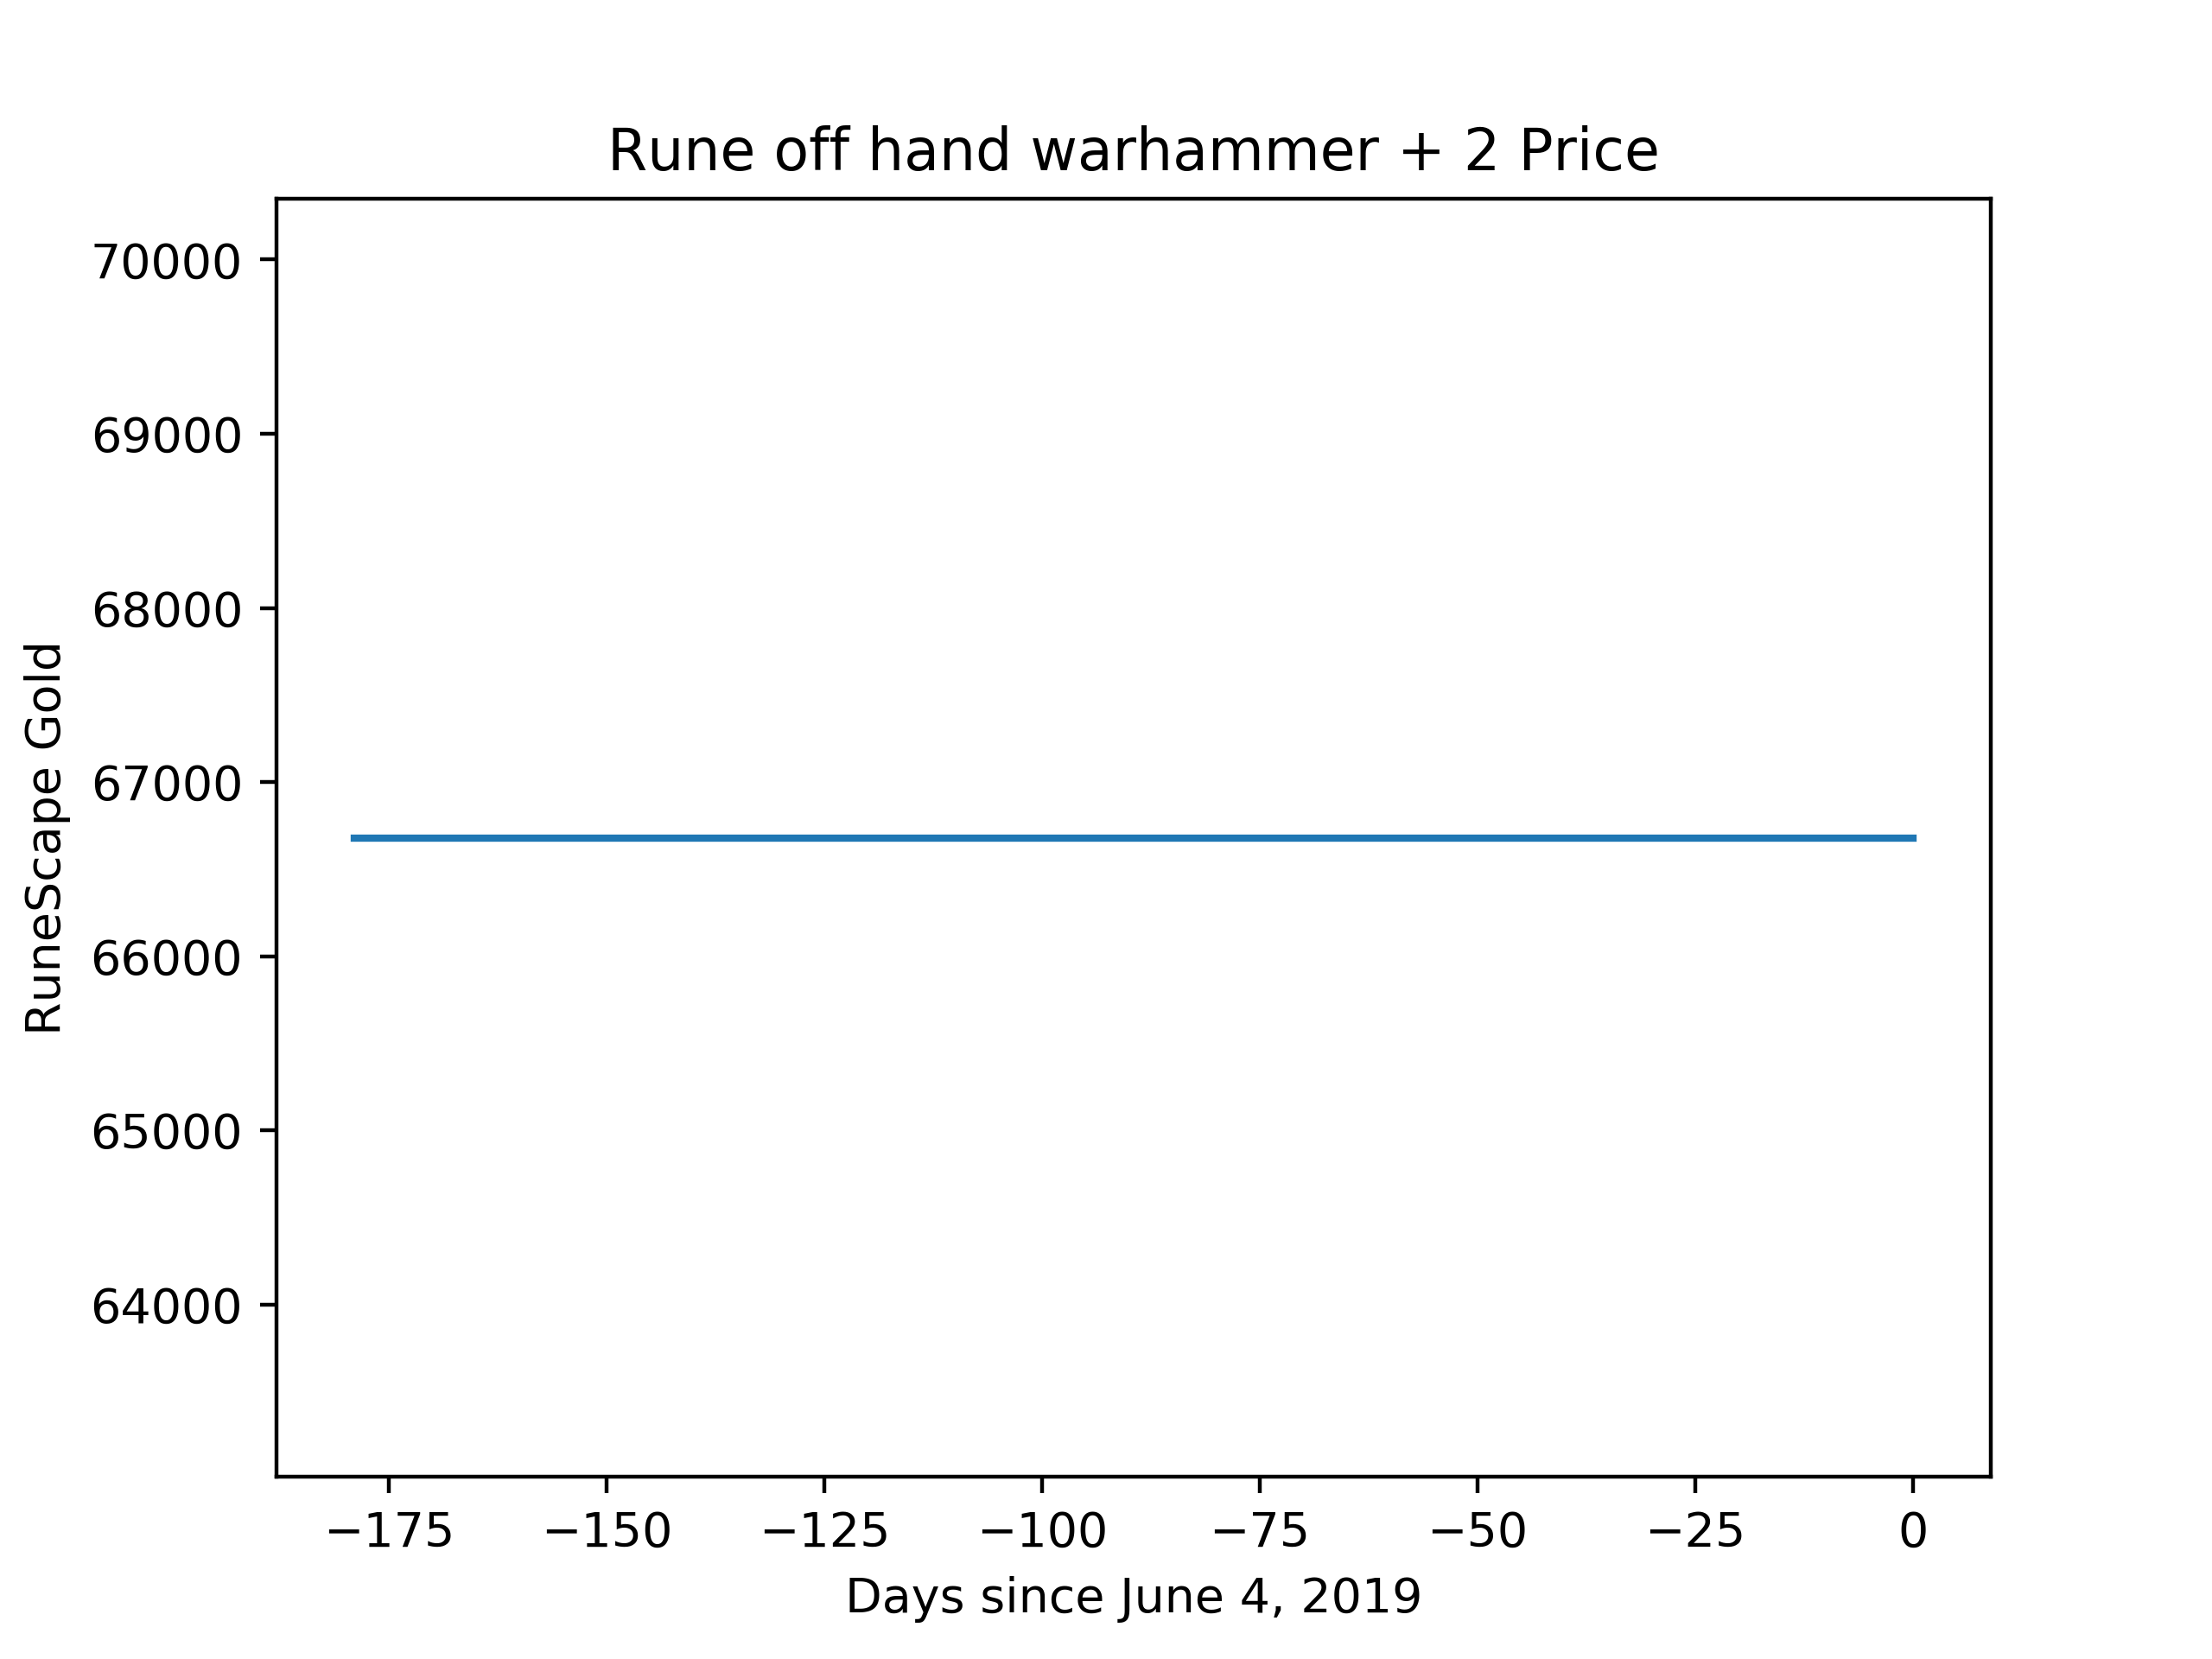 Rune off hand warhammer + 2 Price
RuneScape Gold
70000
69000
68000
67000
66000
65000
64000
−175 −150 −125 −100 −75 −50 −25 0
Days since June 4, 2019